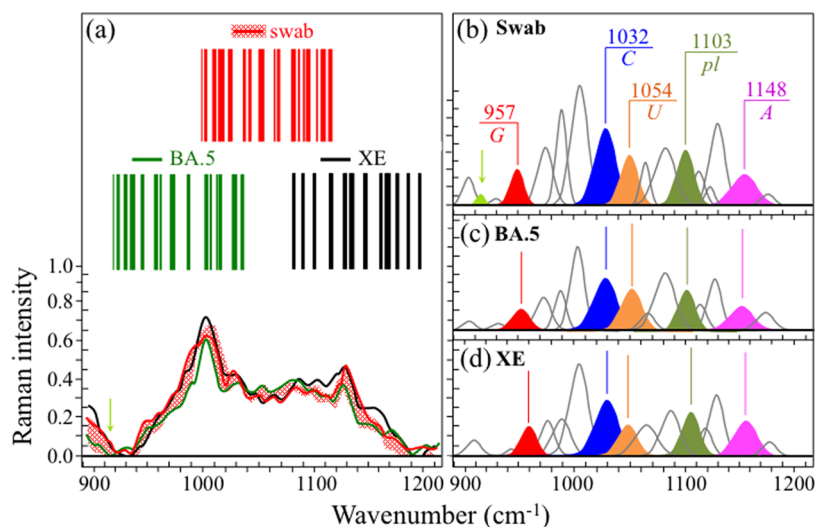 (a)
swab
BA.5
XE
1.0
0.8
0.6
0.4
0.2
0.0
Raman intensity
900 1000 1100 1200
(b) Swab
957
G
1032
C
1054
U
1103
pl
1148
A
(c) BA.5
(d) XE
900 1000 1100 1200
Wavenumber (cm⁻¹)